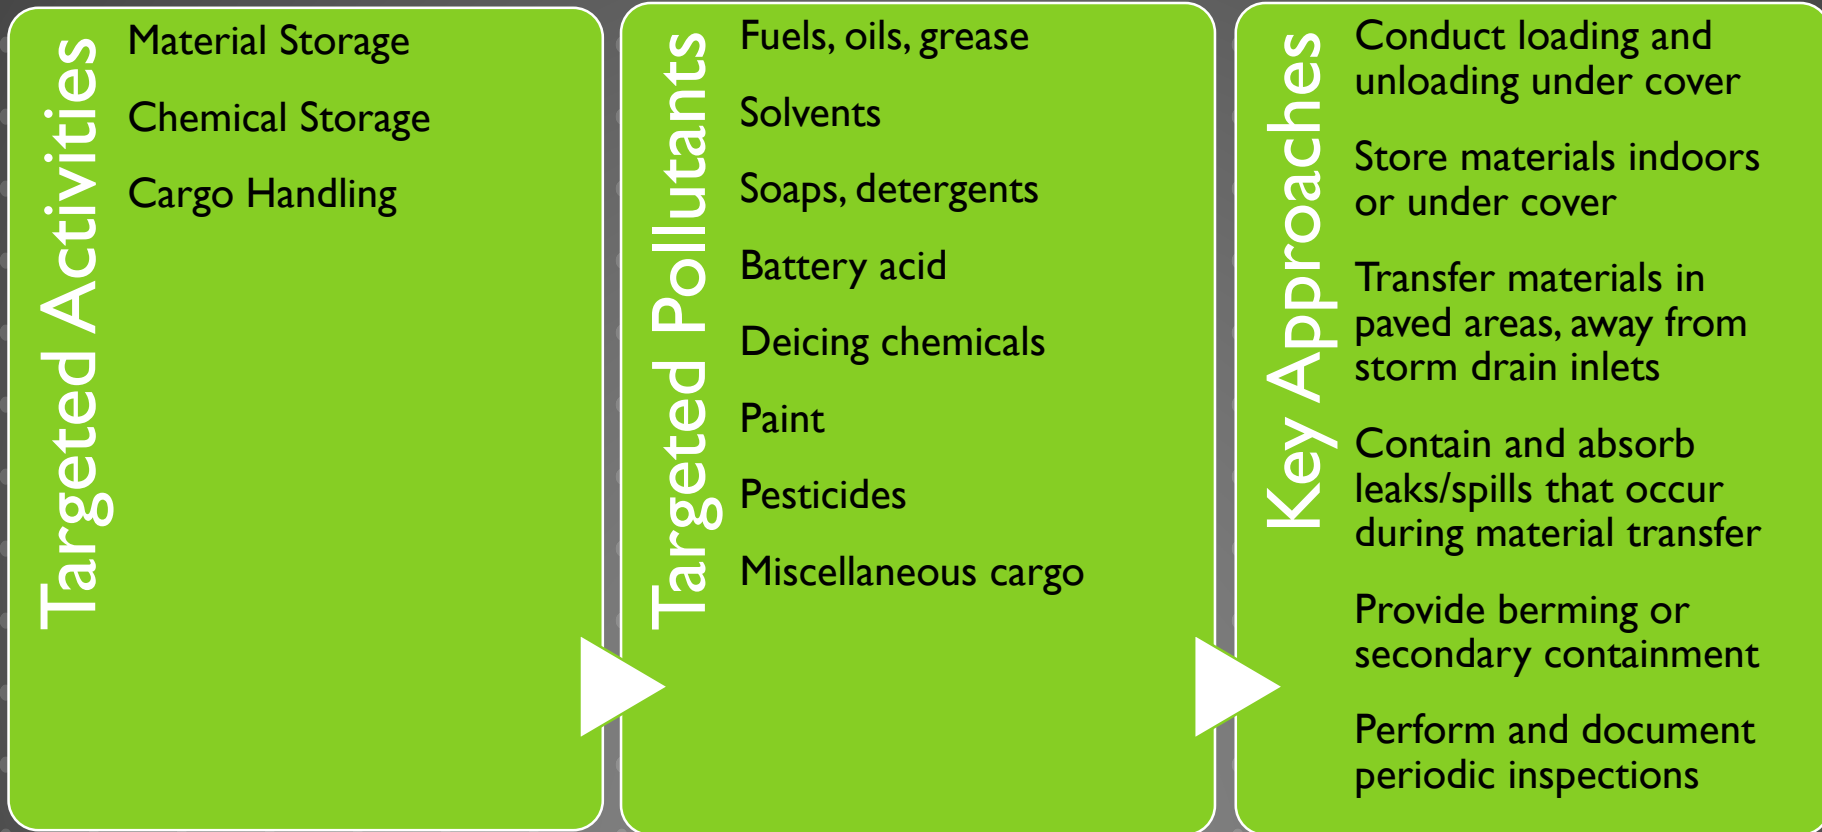 Targeted Activities
Material Storage
Chemical Storage
Cargo Handling
Targeted Pollutants
Fuels, oils, grease
Solvents
Soaps, detergents
Battery acid
Deicing chemicals
Paint
Pesticides
Miscellaneous cargo
Key Approaches
Conduct loading and
unloading under cover
Store materials indoors
or under cover
Transfer materials in
paved areas, away from
storm drain inlets
Contain and absorb
leaks/spills that occur
during material transfer
Provide berming or
secondary containment
Perform and document
periodic inspections